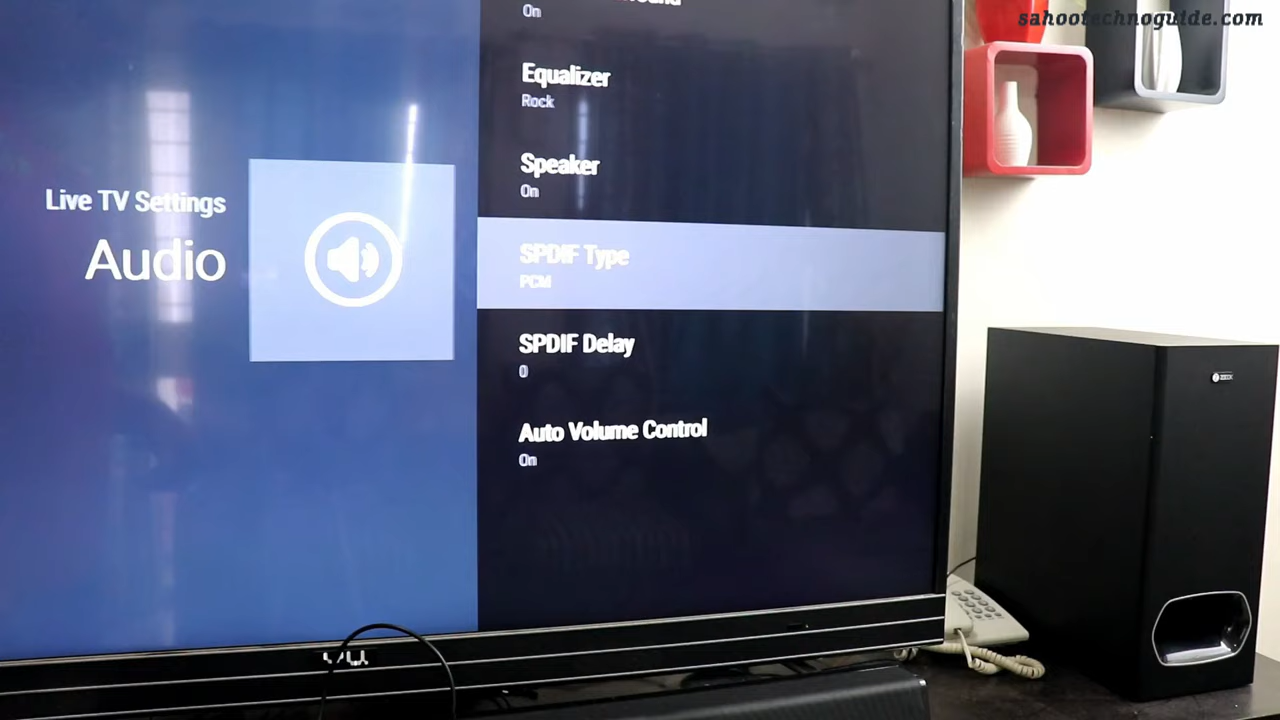 sahootechnoguide.com
On
Equalizer
Rock
Speaker
On
Live TV Settings
Audio
SPDIF Type
PCM
SPDIF Delay
0
Auto Volume Control
On
VU